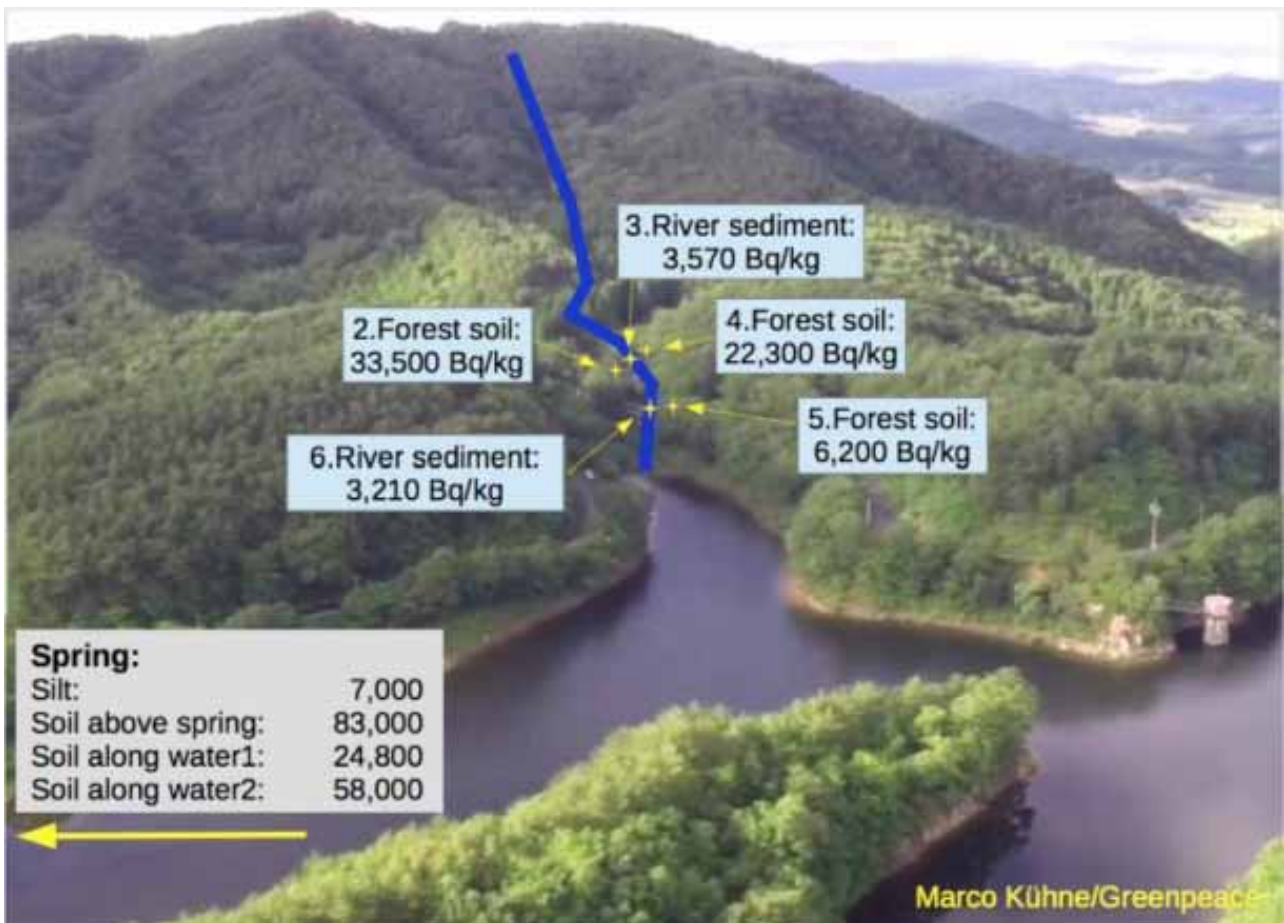 3.River sediment:
3,570 Bq/kg
2.Forest soil:
33,500 Bq/kg
4.Forest soil:
22,300 Bq/kg
5.Forest soil:
6,200 Bq/kg
6.River sediment:
3,210 Bq/kg
Spring:
Silt: 7,000
Soil above spring: 83,000
Soil along water1: 24,800
Soil along water2: 58,000
Marco Kühne/Greenpeace